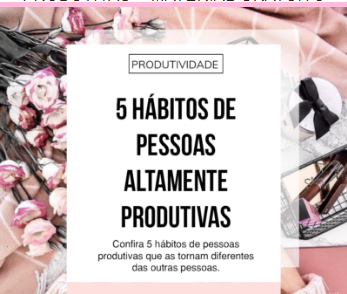 PRODUTIVIDADE
5 HÁBITOS DE
PESSOAS
ALTAMENTE
PRODUTIVAS
Confira 5 hábitos de pessoas
produtivas que as tornam diferentes
das outras pessoas.